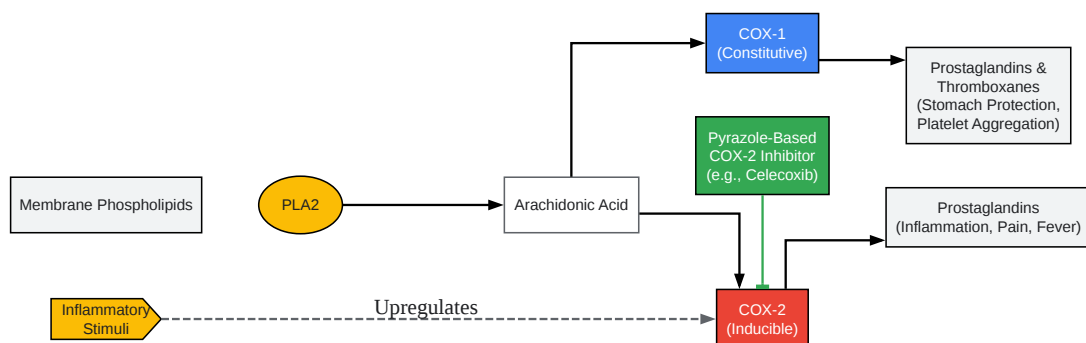 COX-1
(Constitutive)
Prostaglandins &
Thromboxanes
(Stomach Protection,
Platelet Aggregation)
Pyrazole-Based
COX-2 Inhibitor
(e.g., Celecoxib)
Membrane Phospholipids
PLA2
Arachidonic Acid
Prostaglandins
(Inflammation, Pain, Fever)
Inflammatory
Stimuli
Upregulates
COX-2
(Inducible)